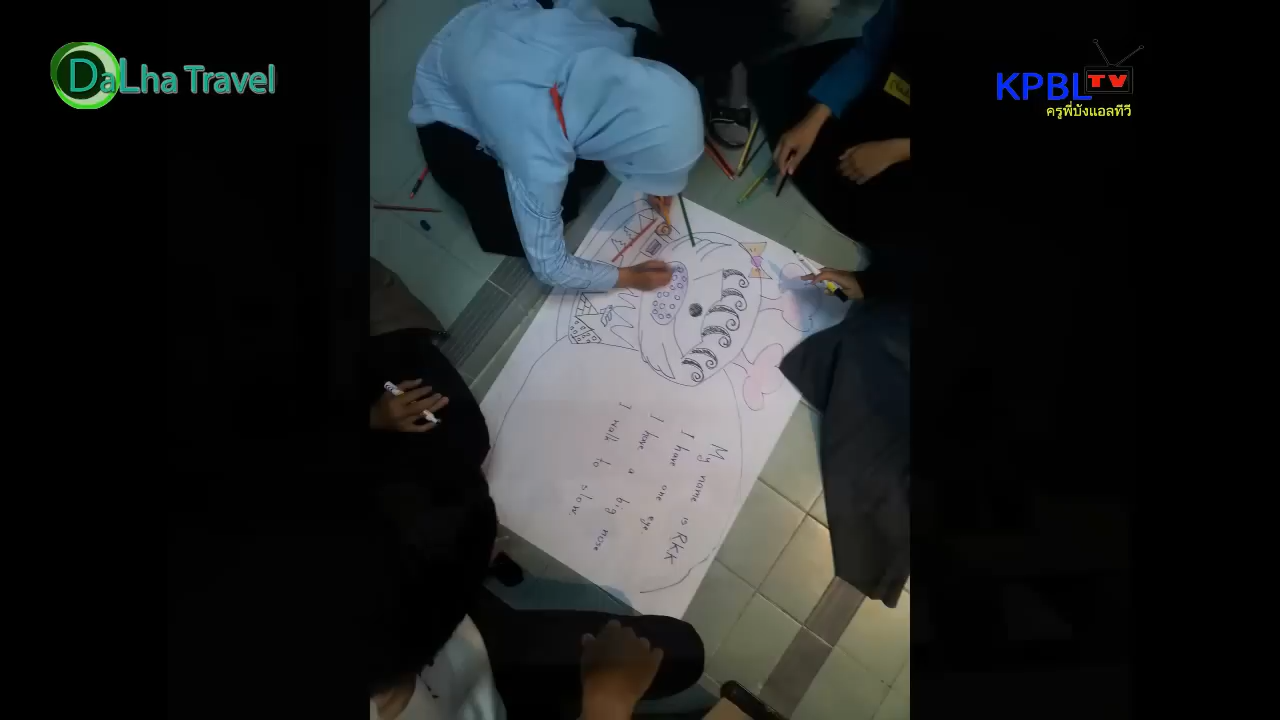 DaLha Travel
KPBL TV
ครูพี่บังแอลทีวี
My name is RKK
I have one eye.
I have a big nose
I walk to slow.